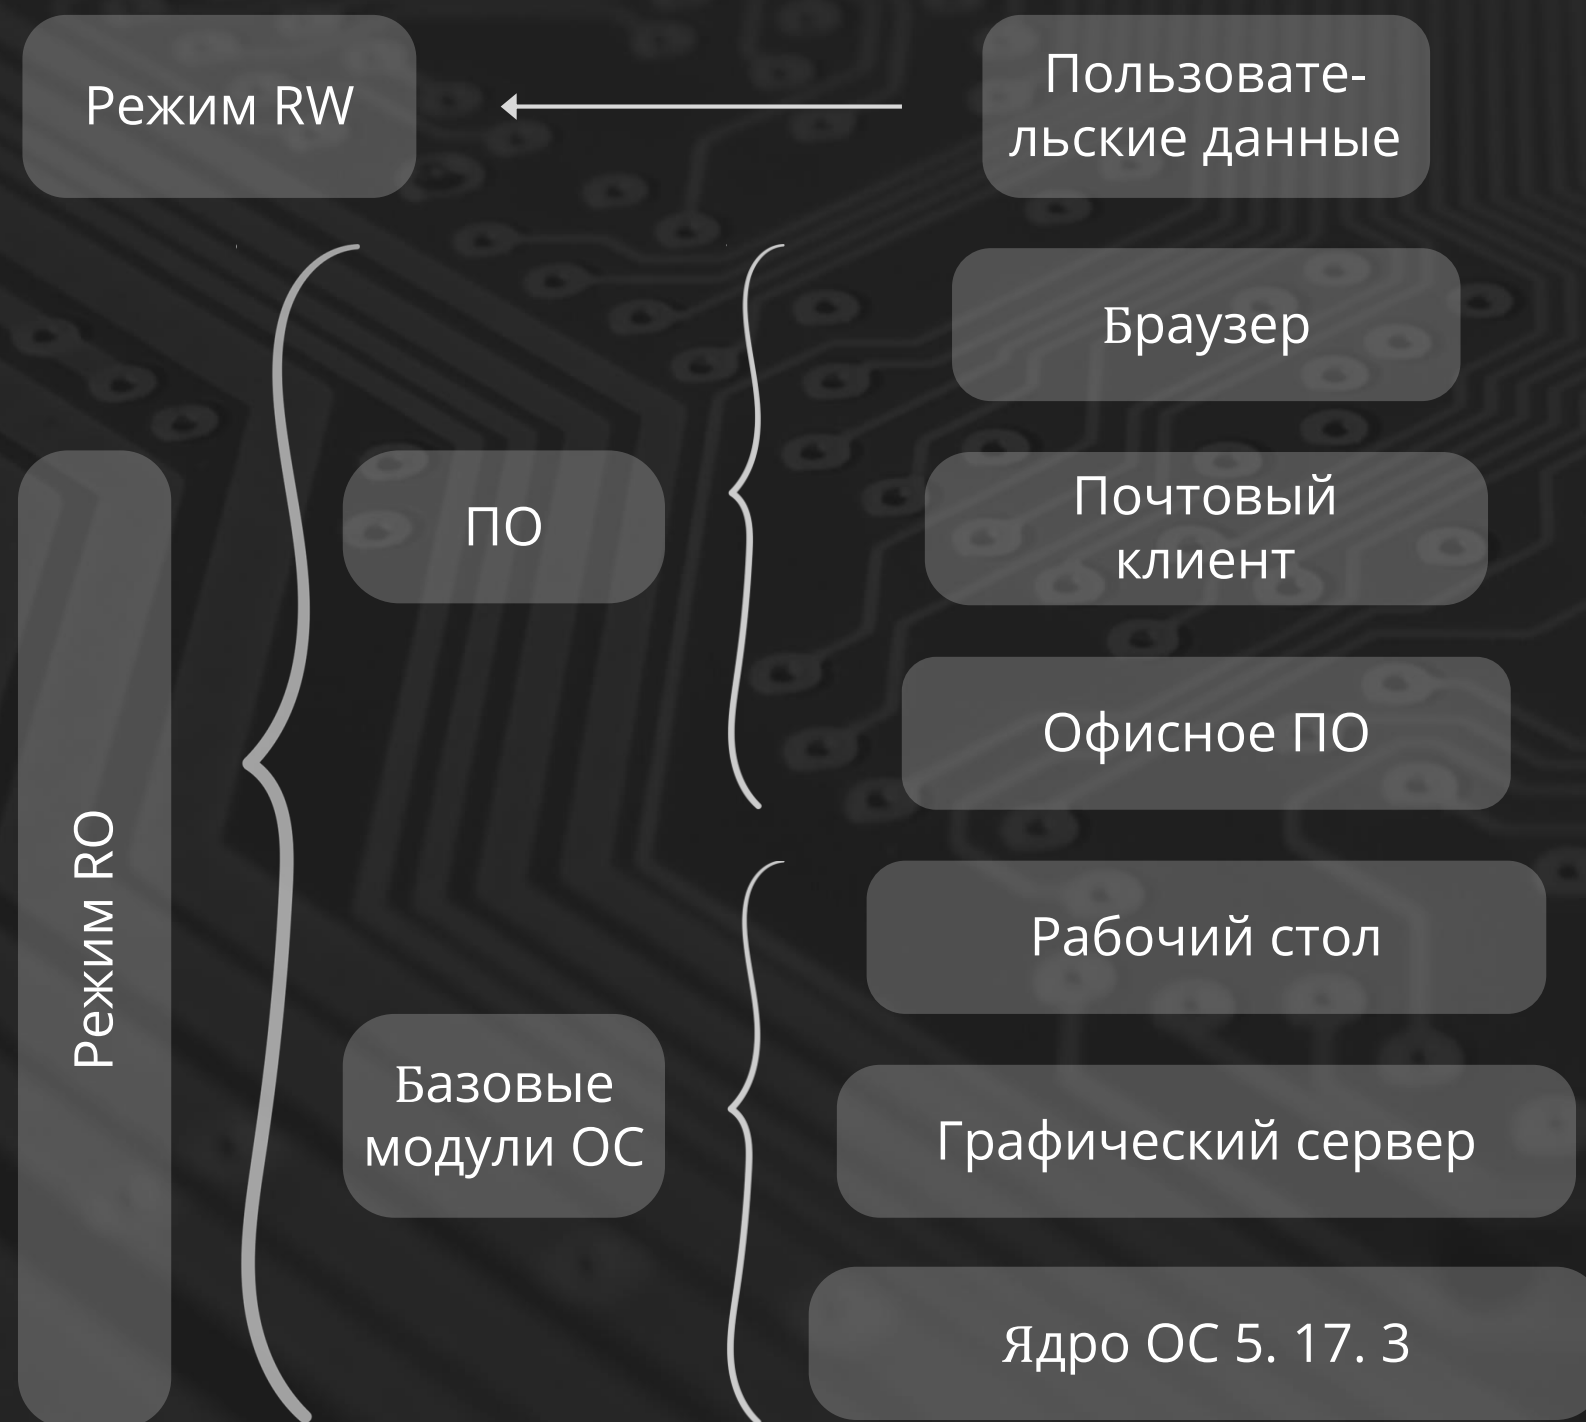 Режим RW
Пользовате-
льские данные
Браузер
Почтовый
клиент
ПО
Офисное ПО
Режим RO
Рабочий стол
Базовые
модули ОС
Графический сервер
Ядро ОС 5. 17. 3